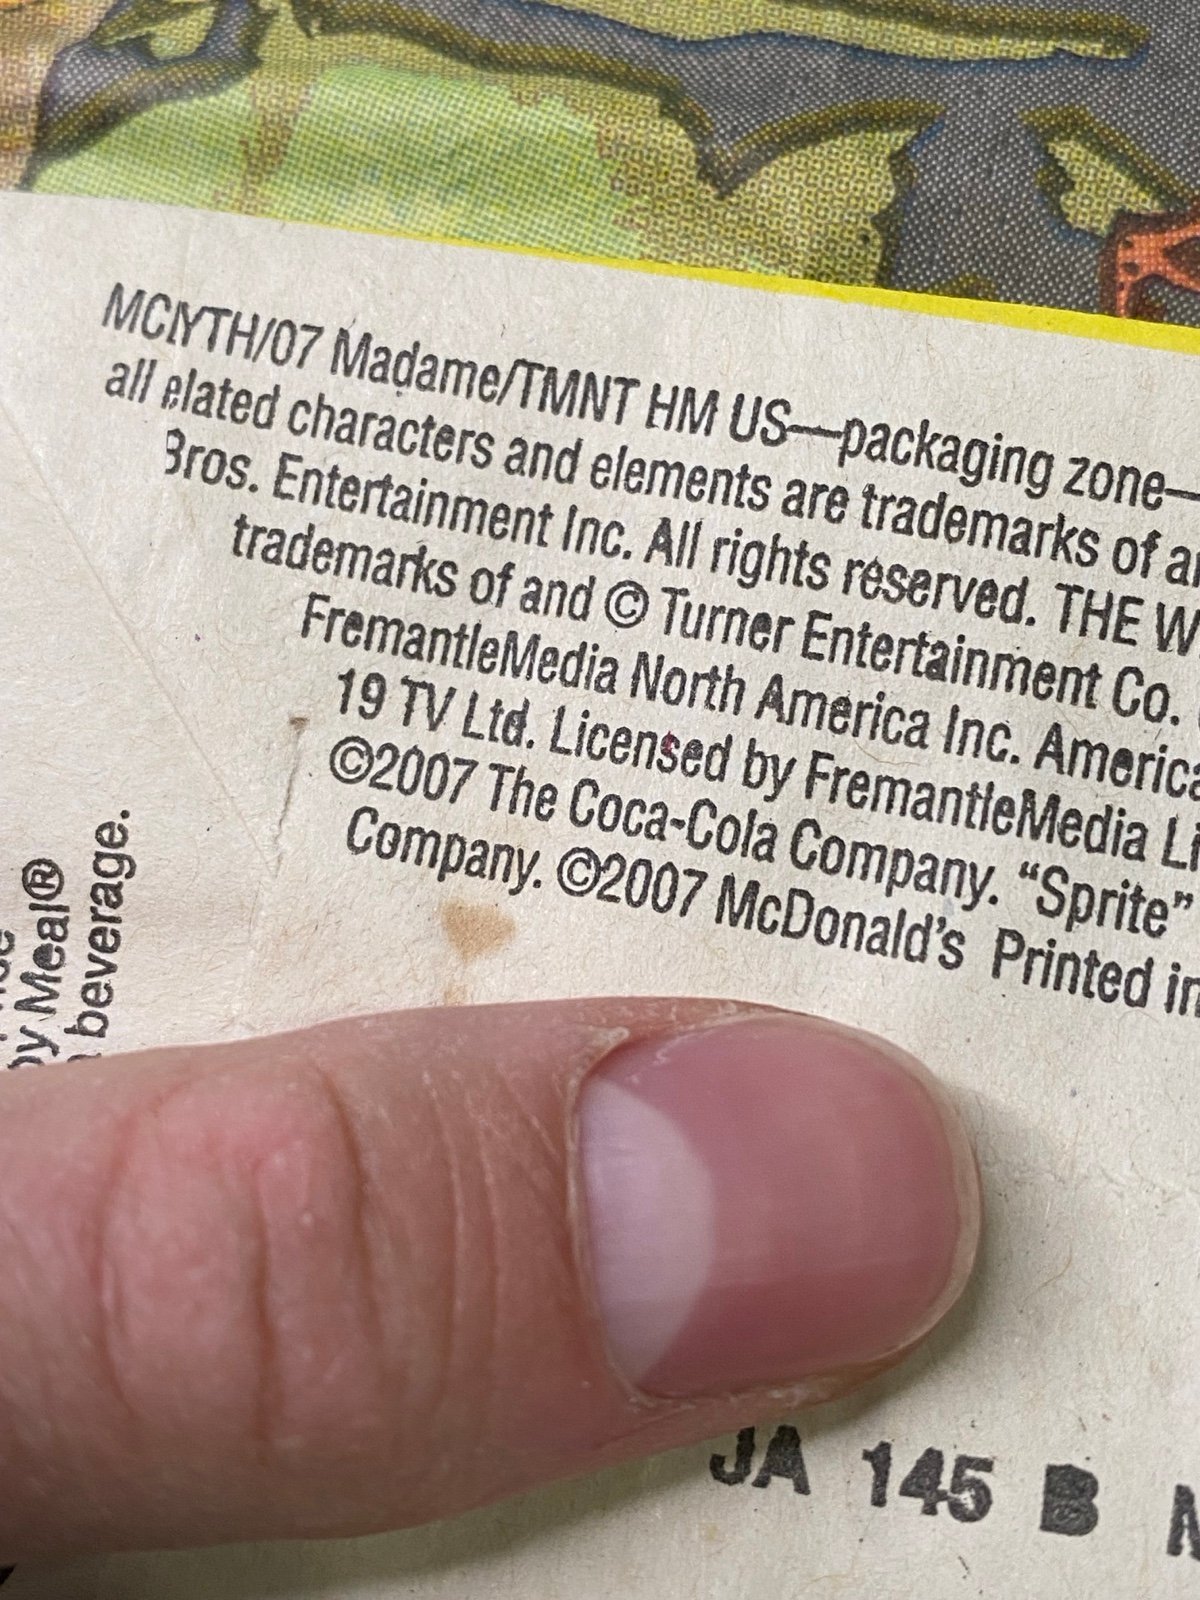 MCIYTH/07 Madame/TMNT HM US—packaging zone—
all elated characters and elements are trademarks of
Bros. Entertainment Inc. All rights reserved. THE
trademarks of and © Turner Entertainment Co.
FremantleMedia North America Inc. America
19 TV Ltd. Licensed by FremantleMedia
©2007 The Coca-Cola Company. “Sprite”
Company. ©2007 McDonald’s Printed in
Meal®
beverage.
JA 145 B